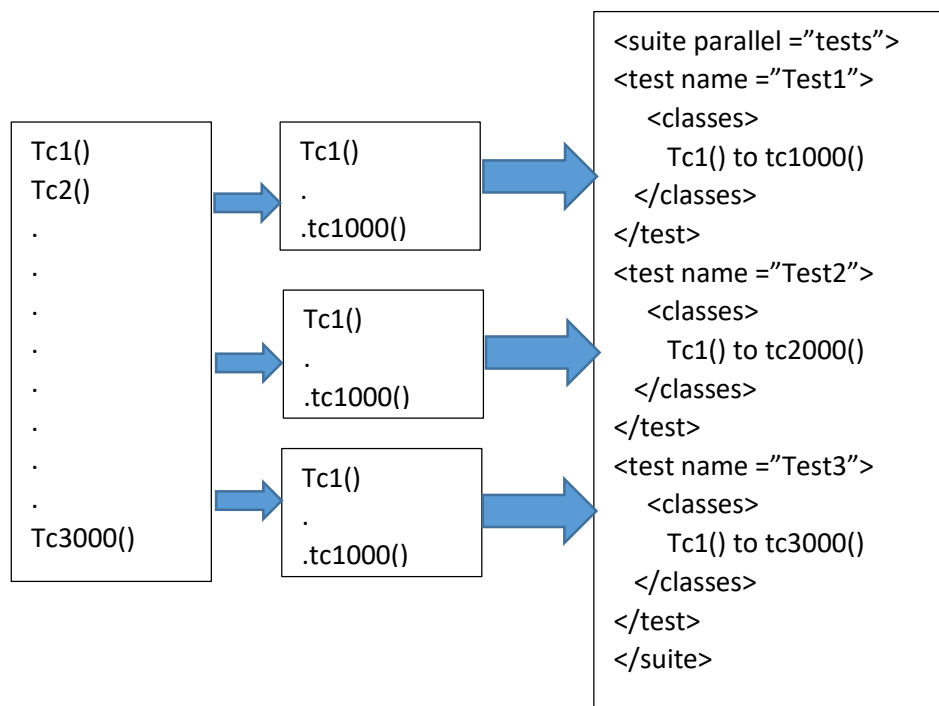 Tc1()
Tc2()
.
.
.
.
.
.
.
.
Tc3000()
Tc1()
.
.tc1000()
Tc1()
.
.tc1000()
Tc1()
.
.tc1000()
<suite parallel =”tests”>
<test name =”Test1”>
<classes>
Tc1() to tc1000()
</classes>
</test>
<test name =”Test2”>
<classes>
Tc1() to tc2000()
</classes>
</test>
<test name =”Test3”>
<classes>
Tc1() to tc3000()
</classes>
</test>
</suite>